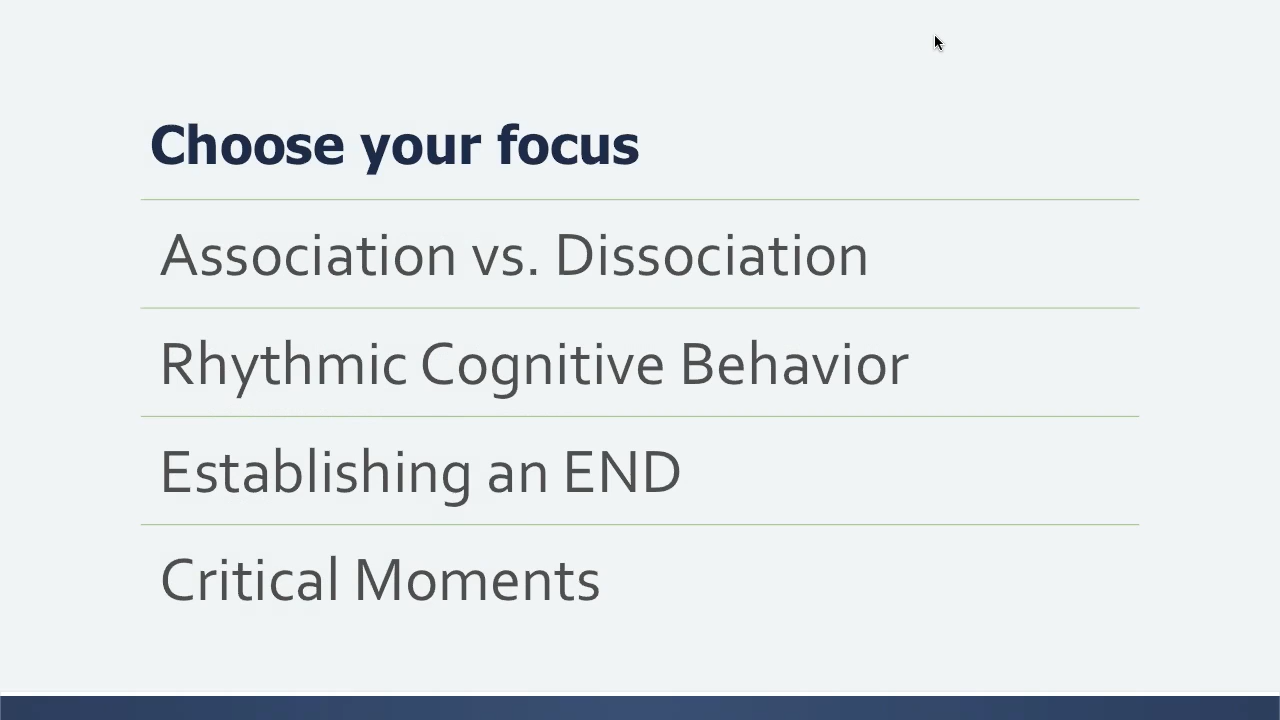 Choose your focus
Association vs. Dissociation
Rhythmic Cognitive Behavior
Establishing an END
Critical Moments